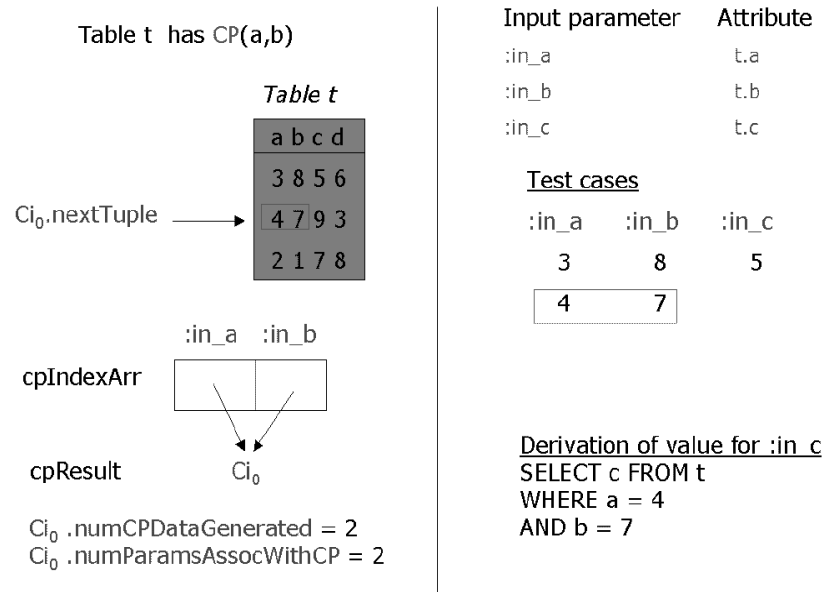 Table t has CP(a,b)
Table t
a b c d
3 8 5 6
Ci0.nextTuple
4 7 9 3
2 1 7 8
:in_a :in_b
cpIndexArr
cpResult Ci0
Ci0 .numCPDataGenerated = 2
Ci0 .numParamsAssocWithCP = 2
Input parameter Attribute
:in_a t.a
:in_b t.b
:in_c t.c
Test cases
:in_a :in_b :in_c
3 8 5
4 7
Derivation of value for :in_c
SELECT c FROM t
WHERE a = 4
AND b = 7